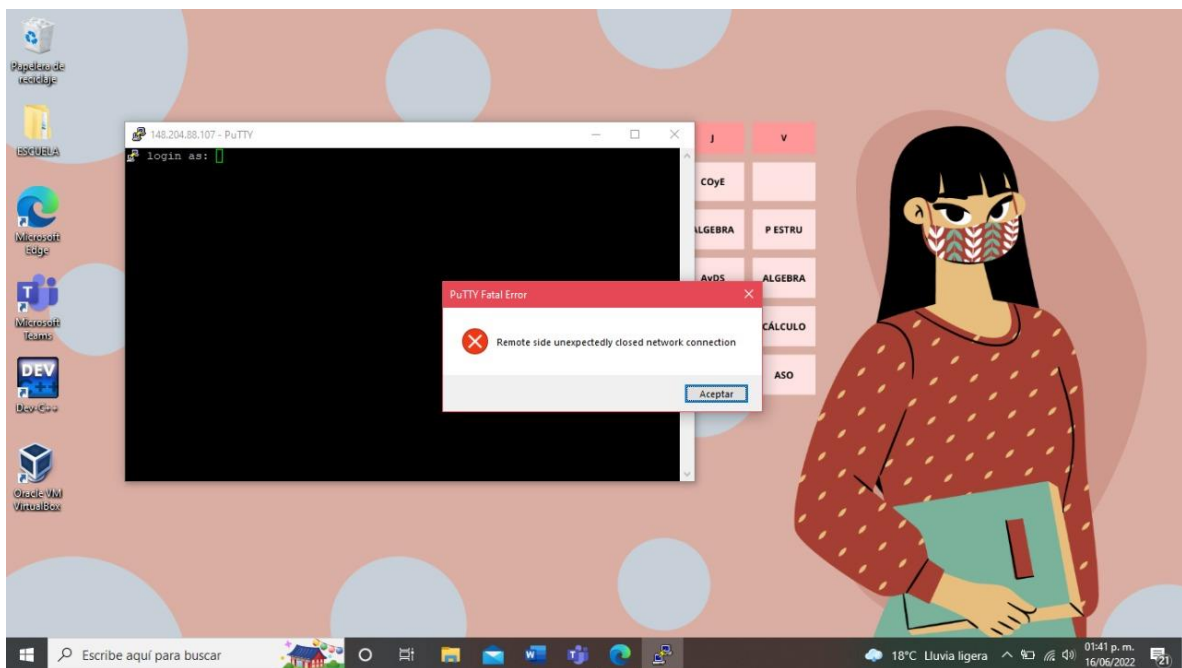 Papelera de
reciclaje
ESCUELA
Microsoft
Edge
Microsoft
Teams
DEV
C++
Dev-C++
Oracle VM
VirtualBox
148.204.88.107 - PuTTY
login as:
J
V
COyE
ALGEBRA
P ESTRU
AyDS
ALGEBRA
CÁLCULO
ASO
PuTTY Fatal Error
Remote side unexpectedly closed network connection
Aceptar
Escribe aquí para buscar
18°C Lluvia ligera
01:41 p. m.
16/06/2022
21